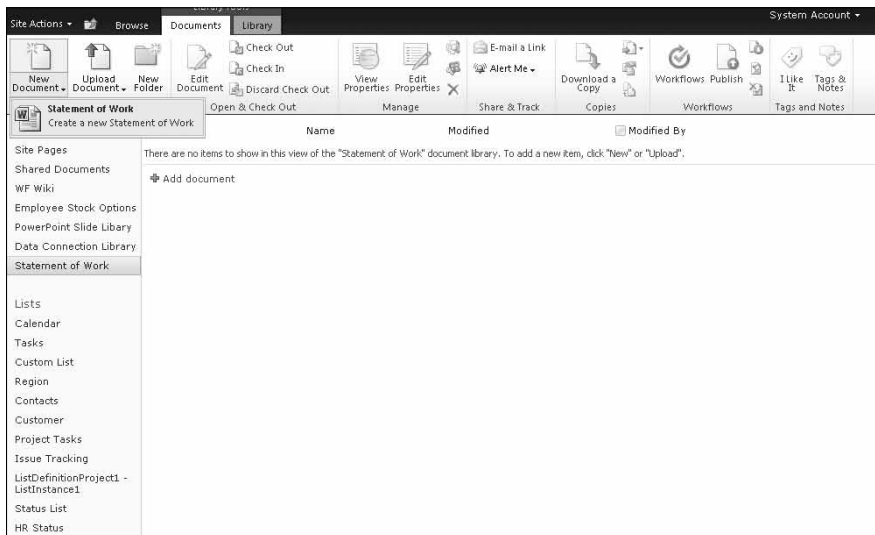 Library Tools
Site Actions
Browse
Documents
Library
System Account
New Document
Upload Document
New Folder
Edit Document
Check Out
Check In
Discard Check Out
View Properties
Edit Properties
E-mail a Link
Alert Me
Download a Copy
Workflows
Publish
I Like It
Tags & Notes
Open & Check Out
Manage
Share & Track
Copies
Workflows
Tags and Notes
Statement of Work
Create a new Statement of Work
Name
Modified
Modified By
There are no items to show in this view of the "Statement of Work" document library. To add a new item, click "New" or "Upload".
Add document
Site Pages
Shared Documents
WF Wiki
Employee Stock Options
PowerPoint Slide Libary
Data Connection Library
Statement of Work
Lists
Calendar
Tasks
Custom List
Region
Contacts
Customer
Project Tasks
Issue Tracking
ListDefinitionProject1 -
ListInstance1
Status List
HR Status